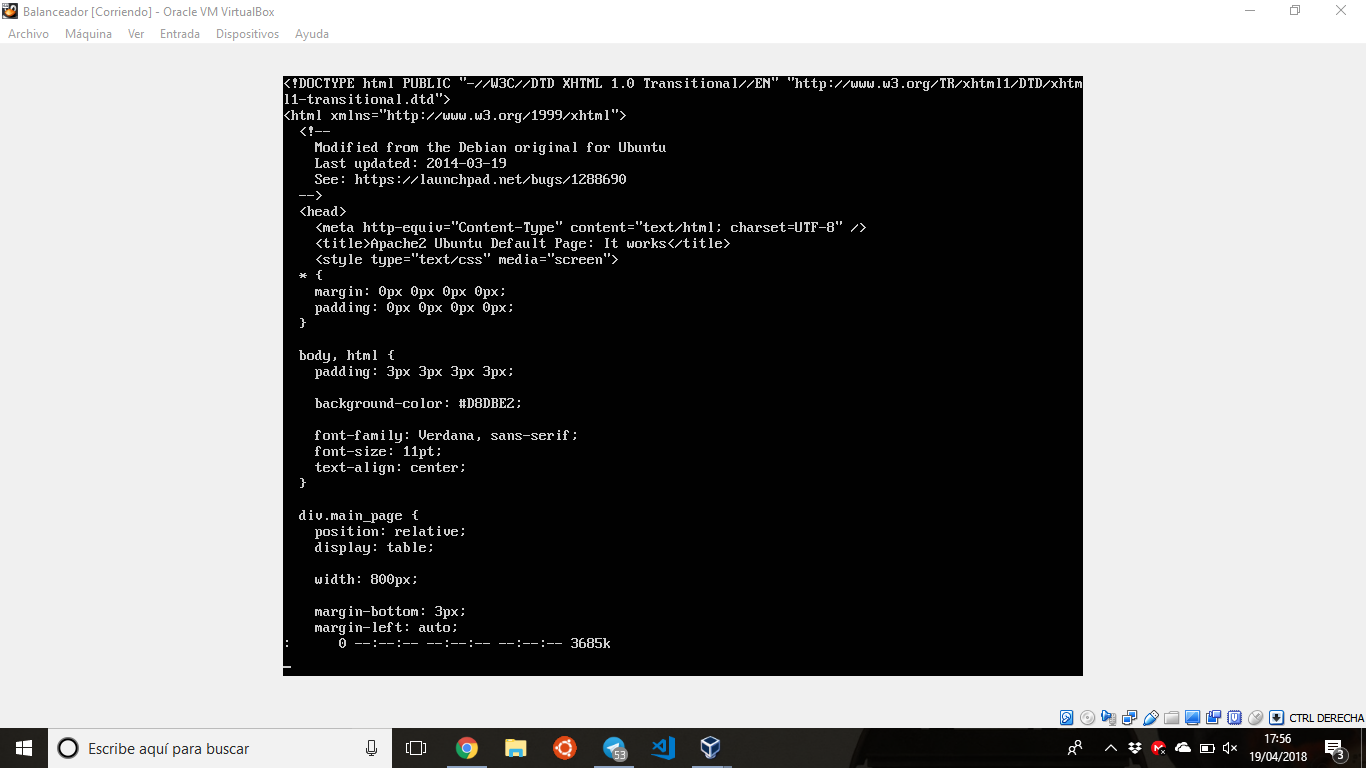 Balanceador [Corriendo] - Oracle VM VirtualBox
Archivo Máquina Ver Entrada Dispositivos Ayuda
<!DOCTYPE html PUBLIC "-//W3C//DTD XHTML 1.0 Transitional//EN" "http://www.w3.org/TR/xhtml1/DTD/xhtm
l1-transitional.dtd">
<html xmlns="http://www.w3.org/1999/xhtml">
  <!--
    Modified from the Debian original for Ubuntu
    Last updated: 2014-03-19
    See: https://launchpad.net/bugs/1288690
  -->
  <head>
    <meta http-equiv="Content-Type" content="text/html; charset=UTF-8" />
    <title>Apache2 Ubuntu Default Page: It works</title>
    <style type="text/css" media="screen">
  * {
    margin: 0px 0px 0px 0px;
    padding: 0px 0px 0px 0px;
  }
  body, html {
    padding: 3px 3px 3px 3px;
    background-color: #D8DBE2;
    font-family: Verdana, sans-serif;
    font-size: 11pt;
    text-align: center;
  }
  div.main_page {
    position: relative;
    display: table;
    width: 800px;
    margin-bottom: 3px;
    margin-left: auto;
:      0 --:--:-- --:--:-- --:--:-- 3685k
CTRL DERECHA
Escribe aquí para buscar
53
17:56
19/04/2018
3